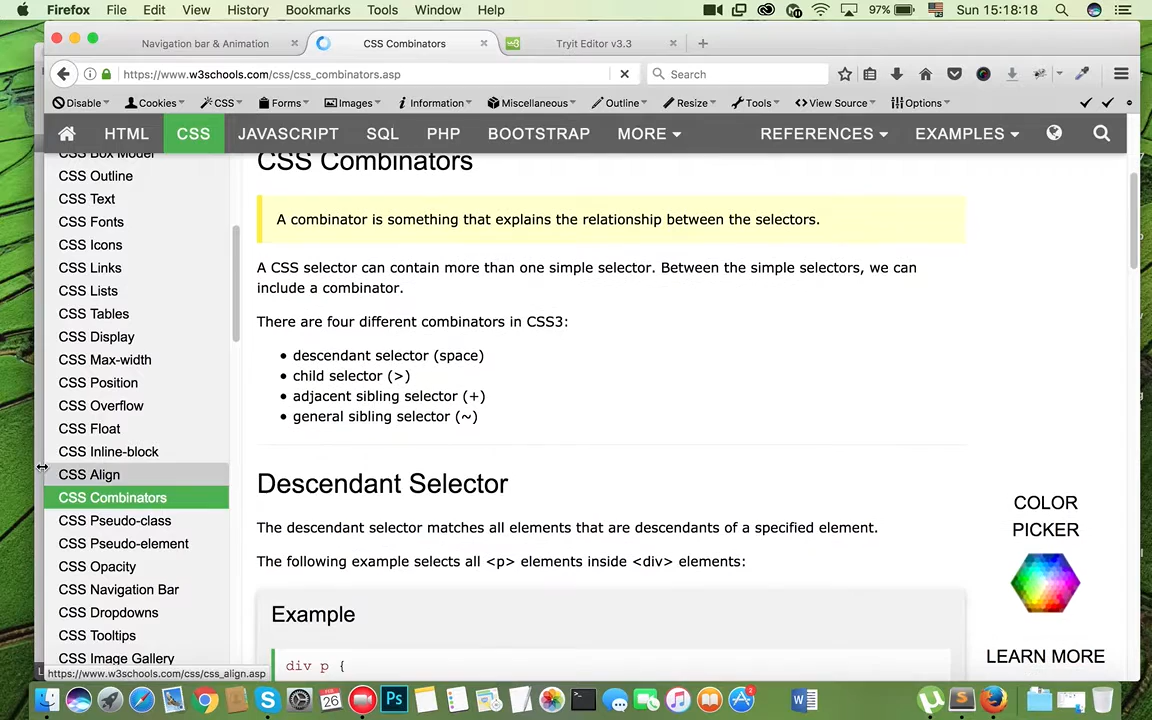 Firefox File Edit View History Bookmarks Tools Window Help 97% Sun 15:18:18
Navigation bar & Animation × CSS Combinators × Tryit Editor v3.3 × +
https://www.w3schools.com/css/css_combinators.asp Search
Disable Cookies CSS Forms Images Information Miscellaneous Outline Resize Tools View Source Options
HTML CSS JAVASCRIPT SQL PHP BOOTSTRAP MORE REFERENCES EXAMPLES
CSS Box Model
CSS Outline
CSS Text
CSS Fonts
CSS Icons
CSS Links
CSS Lists
CSS Tables
CSS Display
CSS Max-width
CSS Position
CSS Overflow
CSS Float
CSS Inline-block
CSS Align
CSS Combinators
CSS Pseudo-class
CSS Pseudo-element
CSS Opacity
CSS Navigation Bar
CSS Dropdowns
CSS Tooltips
CSS Image Gallery
CSS Combinators
A combinator is something that explains the relationship between the selectors.
A CSS selector can contain more than one simple selector. Between the simple selectors, we can
include a combinator.
There are four different combinators in CSS3:
• descendant selector (space)
• child selector (>)
• adjacent sibling selector (+)
• general sibling selector (~)
Descendant Selector
The descendant selector matches all elements that are descendants of a specified element.
The following example selects all <p> elements inside <div> elements:
Example
div p {
COLOR
PICKER
LEARN MORE
https://www.w3schools.com/css/css_align.asp
FEB
26
Ps